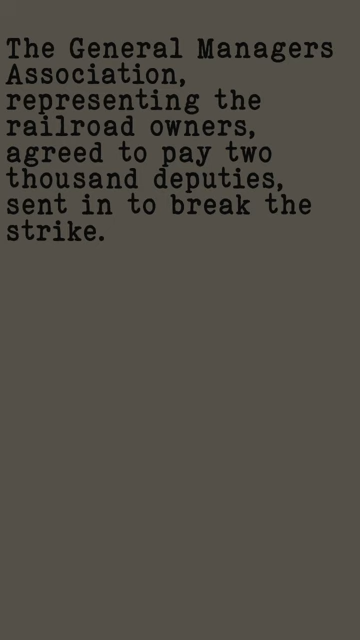 The General Managers
Association,
representing the
railroad owners,
agreed to pay two
thousand deputies,
sent in to break the
strike.